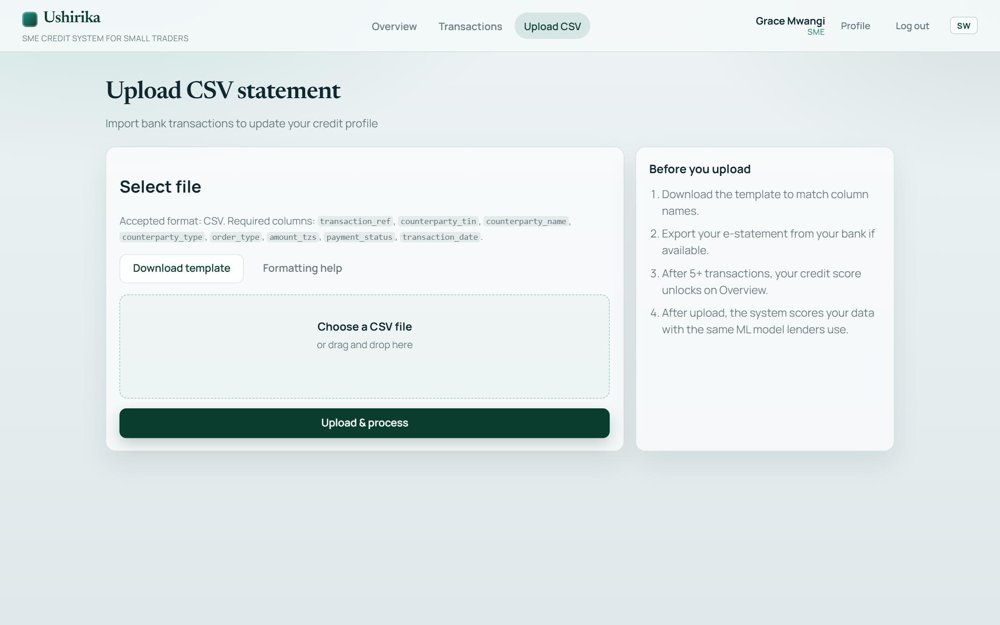 Ushirika
SME CREDIT SYSTEM FOR SMALL TRADERS
Overview
Transactions
Upload CSV
Grace Mwangi
SME
Profile
Log out
SW
Upload CSV statement
Import bank transactions to update your credit profile
Select file
Accepted format: CSV. Required columns: transaction_ref, counterparty_tin, counterparty_name,
counterparty_type, order_type, amount_tzs, payment_status, transaction_date.
Download template
Formatting help
Choose a CSV file
or drag and drop here
Upload & process
Before you upload
1. Download the template to match column
names.
2. Export your e-statement from your bank if
available.
3. After 5+ transactions, your credit score
unlocks on Overview.
4. After upload, the system scores your data
with the same ML model lenders use.